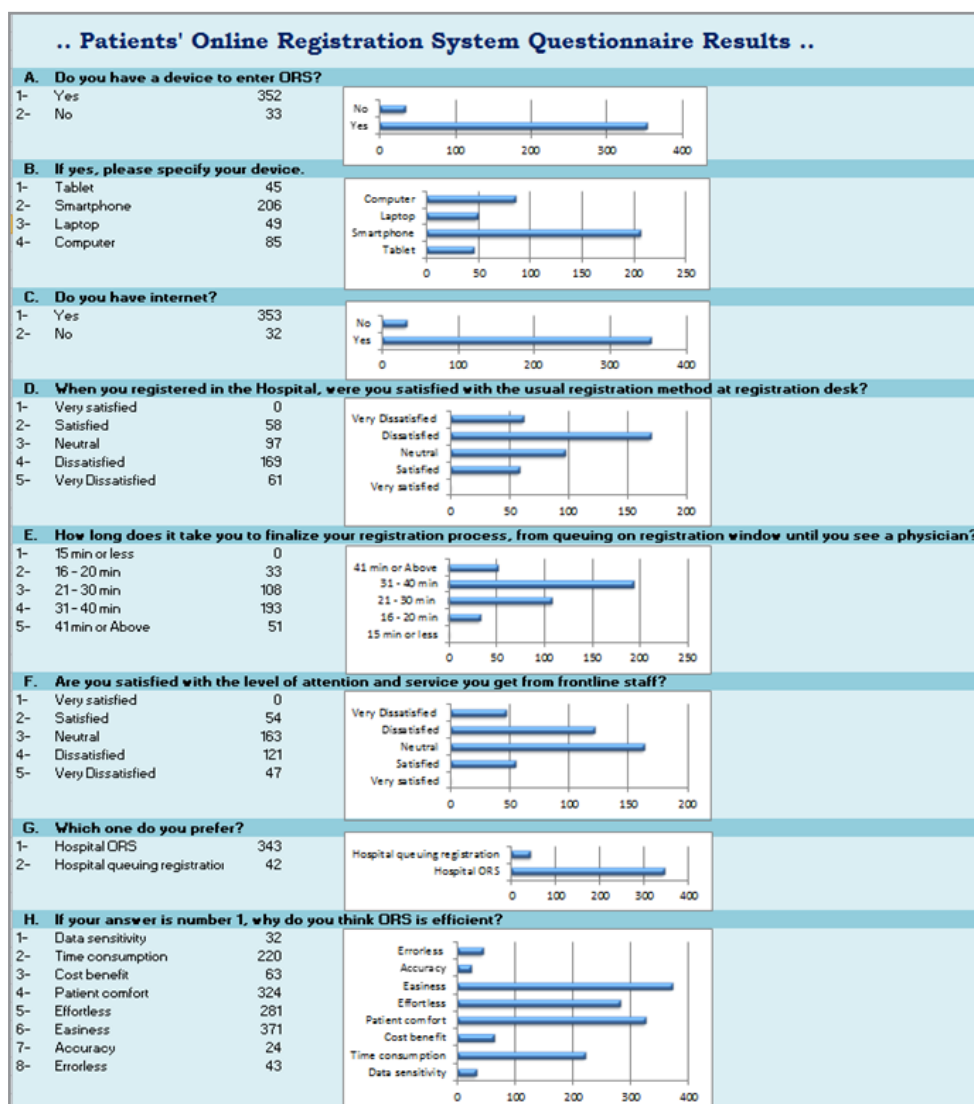 .. Patients' Online Registration System Questionnaire Results ..
A. Do you have a device to enter ORS?
1- Yes 352
2- No 33
No
Yes
0 100 200 300 400
B. If yes, please specify your device.
1- Tablet 45
2- Smartphone 206
3- Laptop 49
4- Computer 85
Computer
Laptop
Smartphone
Tablet
0 50 100 150 200 250
C. Do you have internet?
1- Yes 353
2- No 32
No
Yes
0 100 200 300 400
D. When you registered in the Hospital, were you satisfied with the usual registration method at registration desk?
1- Very satisfied 0
2- Satisfied 58
3- Neutral 97
4- Dissatisfied 169
5- Very Dissatisfied 61
Very Dissatisfied
Dissatisfied
Neutral
Satisfied
Very satisfied
0 50 100 150 200
E. How long does it take you to finalize your registration process, from queuing on registration window until you see a physician?
1- 15 min or less 0
2- 16 - 20 min 33
3- 21 - 30 min 108
4- 31 - 40 min 193
5- 41 min or Above 51
41 min or Above
31 - 40 min
21 - 30 min
16 - 20 min
15 min or less
0 50 100 150 200 250
F. Are you satisfied with the level of attention and service you get from frontline staff?
1- Very satisfied 0
2- Satisfied 54
3- Neutral 163
4- Dissatisfied 121
5- Very Dissatisfied 47
Very Dissatisfied
Dissatisfied
Neutral
Satisfied
Very satisfied
0 50 100 150 200
G. Which one do you prefer?
1- Hospital ORS 343
2- Hospital queuing registratior 42
Hospital queuing registration
Hospital ORS
0 100 200 300 400
H. If your answer is number 1, why do you think ORS is efficient?
1- Data sensitivity 32
2- Time consumption 220
3- Cost benefit 63
4- Patient comfort 324
5- Effortless 281
6- Easiness 371
7- Accuracy 24
8- Errorless 43
Errorless
Accuracy
Easiness
Effortless
Patient comfort
Cost benefit
Time consumption
Data sensitivity
0 100 200 300 400